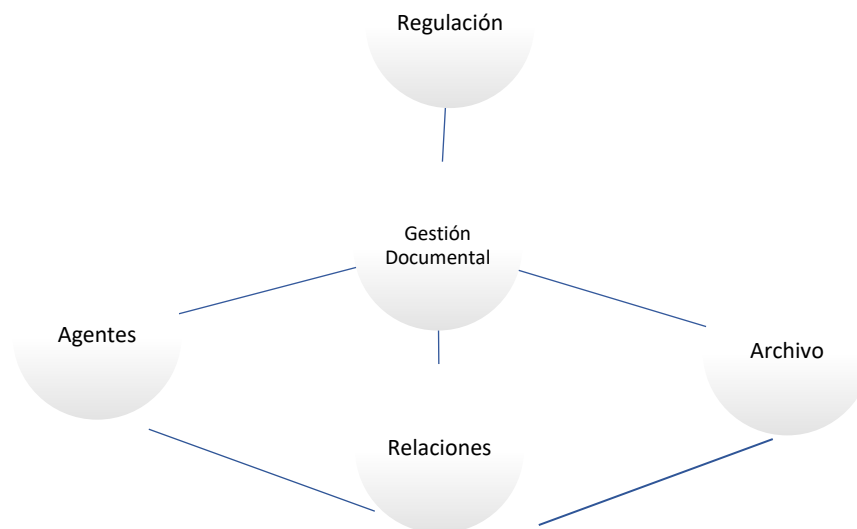 Regulación
Gestión
Documental
Agentes
Archivo
Relaciones